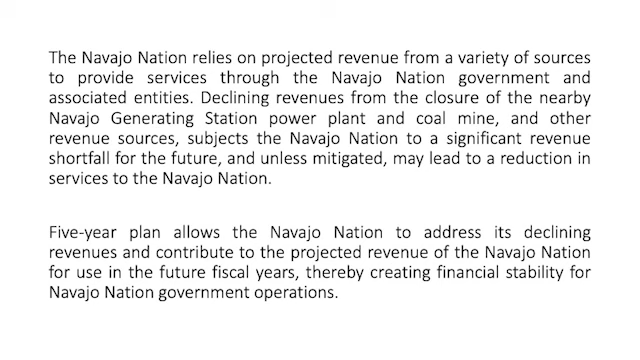 The Navajo Nation relies on projected revenue from a variety of sources
to provide services through the Navajo Nation government and
associated entities. Declining revenues from the closure of the nearby
Navajo Generating Station power plant and coal mine, and other
revenue sources, subjects the Navajo Nation to a significant revenue
shortfall for the future, and unless mitigated, may lead to a reduction in
services to the Navajo Nation.
Five-year plan allows the Navajo Nation to address its declining
revenues and contribute to the projected revenue of the Navajo Nation
for use in the future fiscal years, thereby creating financial stability for
Navajo Nation government operations.